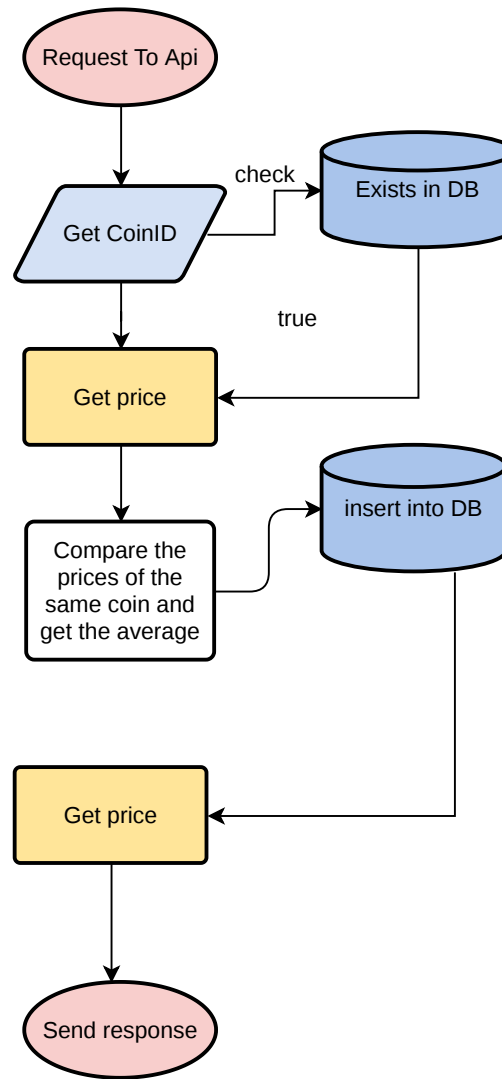 Request To Api
check
Exists in DB
Get CoinID
true
Get price
insert into DB
Compare the
prices of the
same coin and
get the average
Get price
Send response